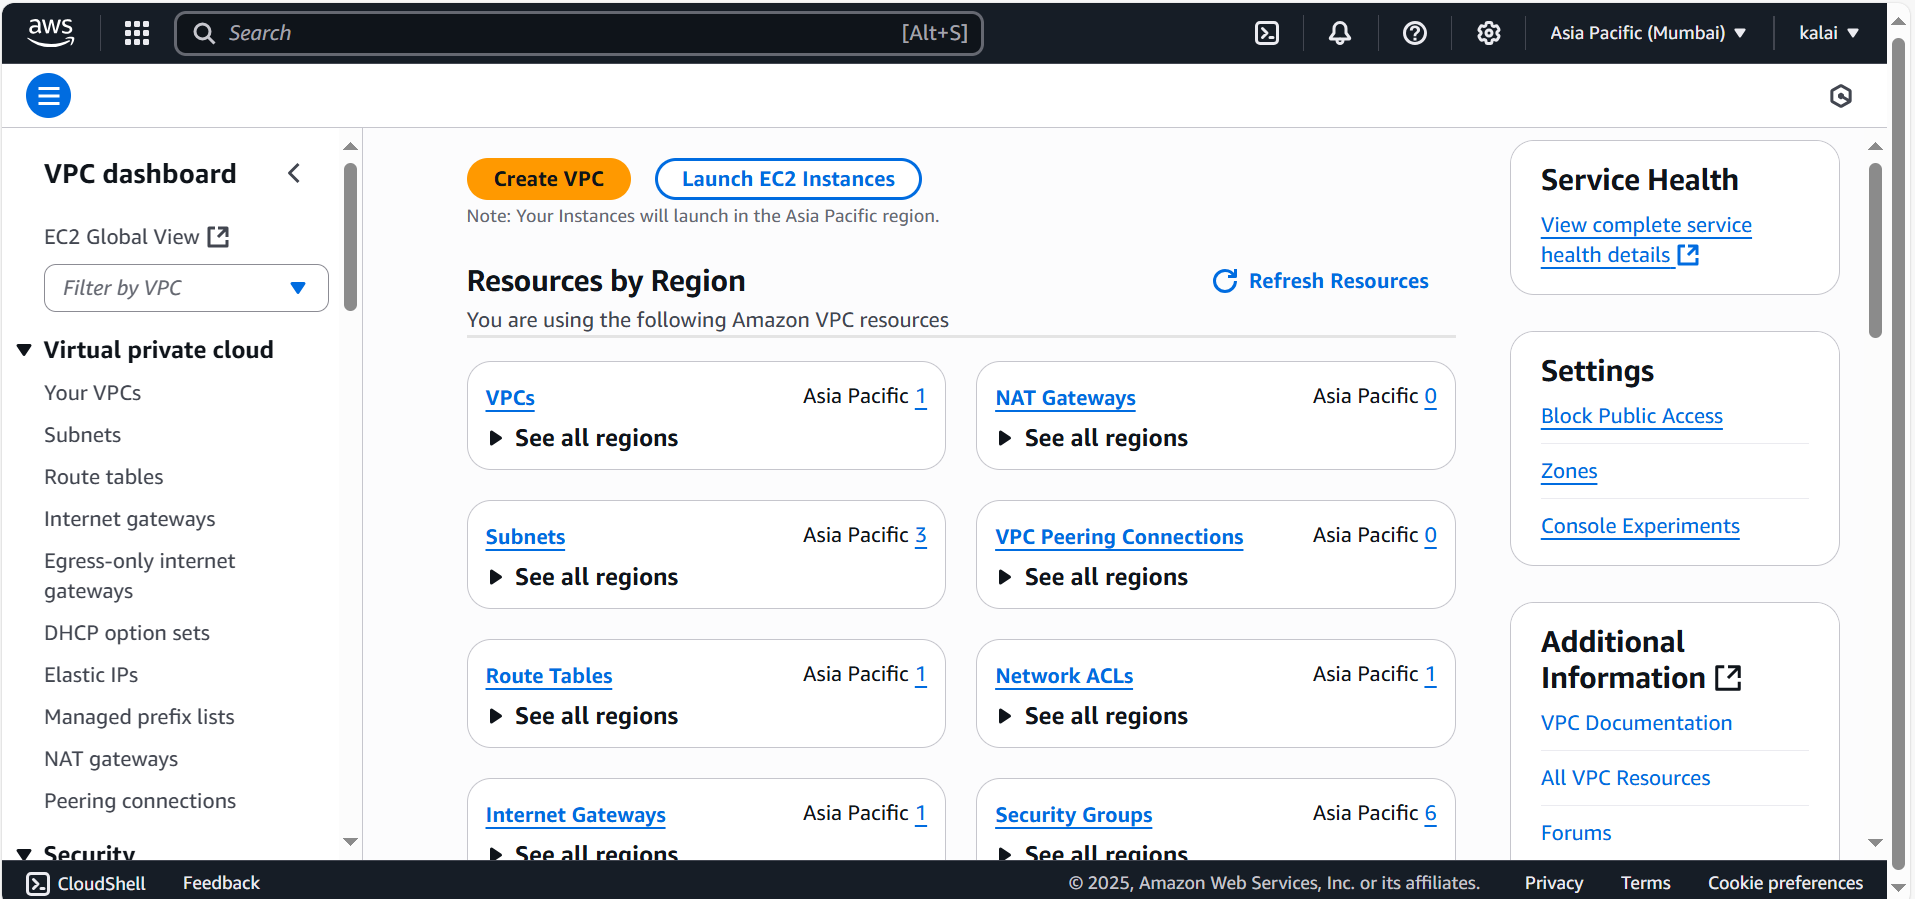 aws
Search
[Alt+S]
Asia Pacific (Mumbai)
kalai
VPC dashboard
EC2 Global View
Filter by VPC
Virtual private cloud
Your VPCs
Subnets
Route tables
Internet gateways
Egress-only internet
gateways
DHCP option sets
Elastic IPs
Managed prefix lists
NAT gateways
Peering connections
Security
Create VPC
Launch EC2 Instances
Note: Your Instances will launch in the Asia Pacific region.
Resources by Region
Refresh Resources
You are using the following Amazon VPC resources
VPCs
Asia Pacific 1
See all regions
NAT Gateways
Asia Pacific 0
See all regions
Subnets
Asia Pacific 3
See all regions
VPC Peering Connections
Asia Pacific 0
See all regions
Route Tables
Asia Pacific 1
See all regions
Network ACLs
Asia Pacific 1
See all regions
Internet Gateways
Asia Pacific 1
See all regions
Security Groups
Asia Pacific 6
See all regions
Service Health
View complete service
health details
Settings
Block Public Access
Zones
Console Experiments
Additional
Information
VPC Documentation
All VPC Resources
Forums
CloudShell
Feedback
© 2025, Amazon Web Services, Inc. or its affiliates.
Privacy
Terms
Cookie preferences